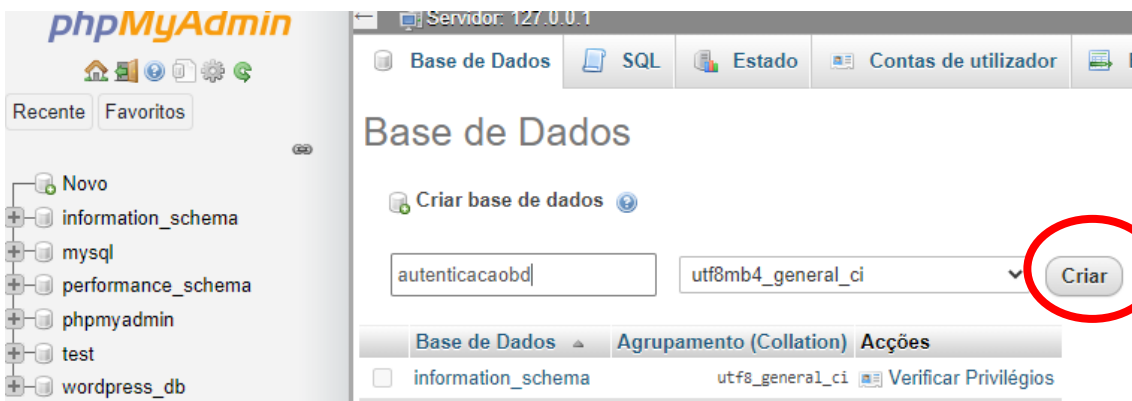 phpMyAdmin
Recente Favoritos
Novo
information_schema
mysql
performance_schema
phpmyadmin
test
wordpress_db
Servidor: 127.0.0.1
Base de Dados SQL Estado Contas de utilizador
Base de Dados
Criar base de dados
autenticacaobd utf8mb4_general_ci Criar
Base de Dados Agrupamento (Collation) Acções
information_schema utf8_general_ci Verificar Privilégios